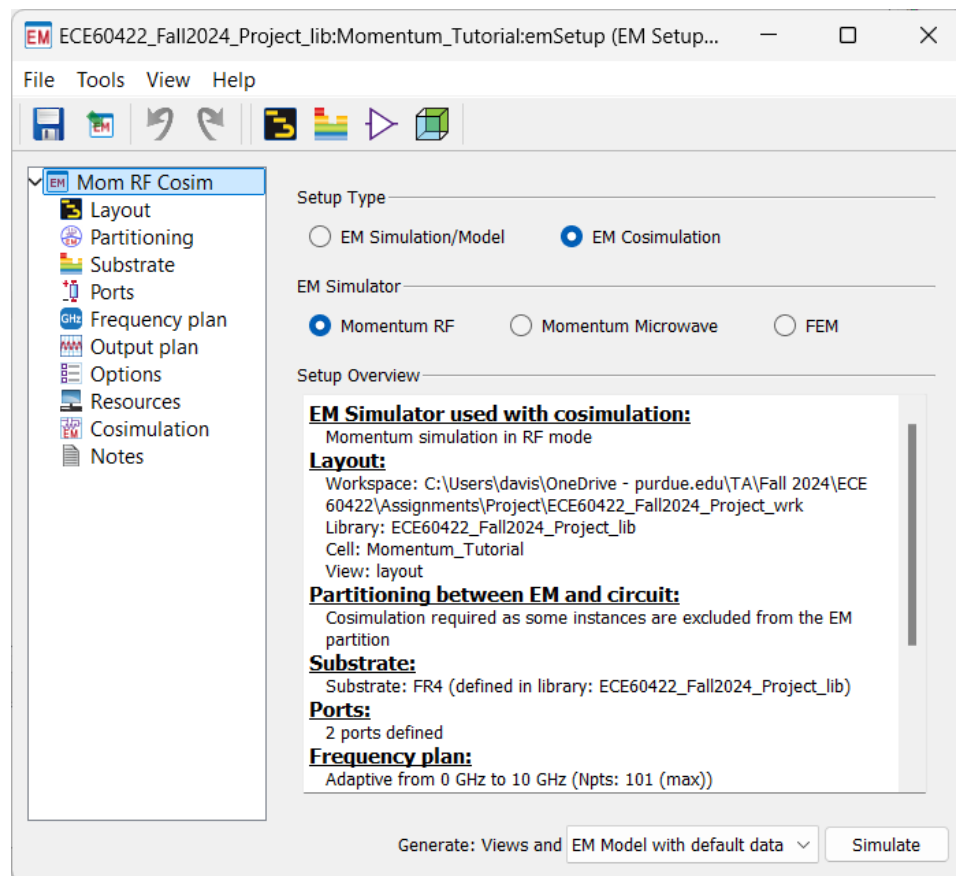 EM ECE60422_Fall2024_Project_lib:Momentum_Tutorial:emSetup (EM Setup...
File Tools View Help
EM
EM Mom RF Cosim
Layout
EM Partitioning
Substrate
Ports
GHz Frequency plan
Output plan
Options
Resources
EM Cosimulation
Notes
Setup Type
EM Simulation/Model EM Cosimulation
EM Simulator
Momentum RF Momentum Microwave FEM
Setup Overview
EM Simulator used with cosimulation:
Momentum simulation in RF mode
Layout:
Workspace: C:\Users\davis\OneDrive - purdue.edu\TA\Fall 2024\ECE
60422\Assignments\Project\ECE60422_Fall2024_Project_wrk
Library: ECE60422_Fall2024_Project_lib
Cell: Momentum_Tutorial
View: layout
Partitioning between EM and circuit:
Cosimulation required as some instances are excluded from the EM
partition
Substrate:
Substrate: FR4 (defined in library: ECE60422_Fall2024_Project_lib)
Ports:
2 ports defined
Frequency plan:
Adaptive from 0 GHz to 10 GHz (Npts: 101 (max))
Generate: Views and EM Model with default data Simulate